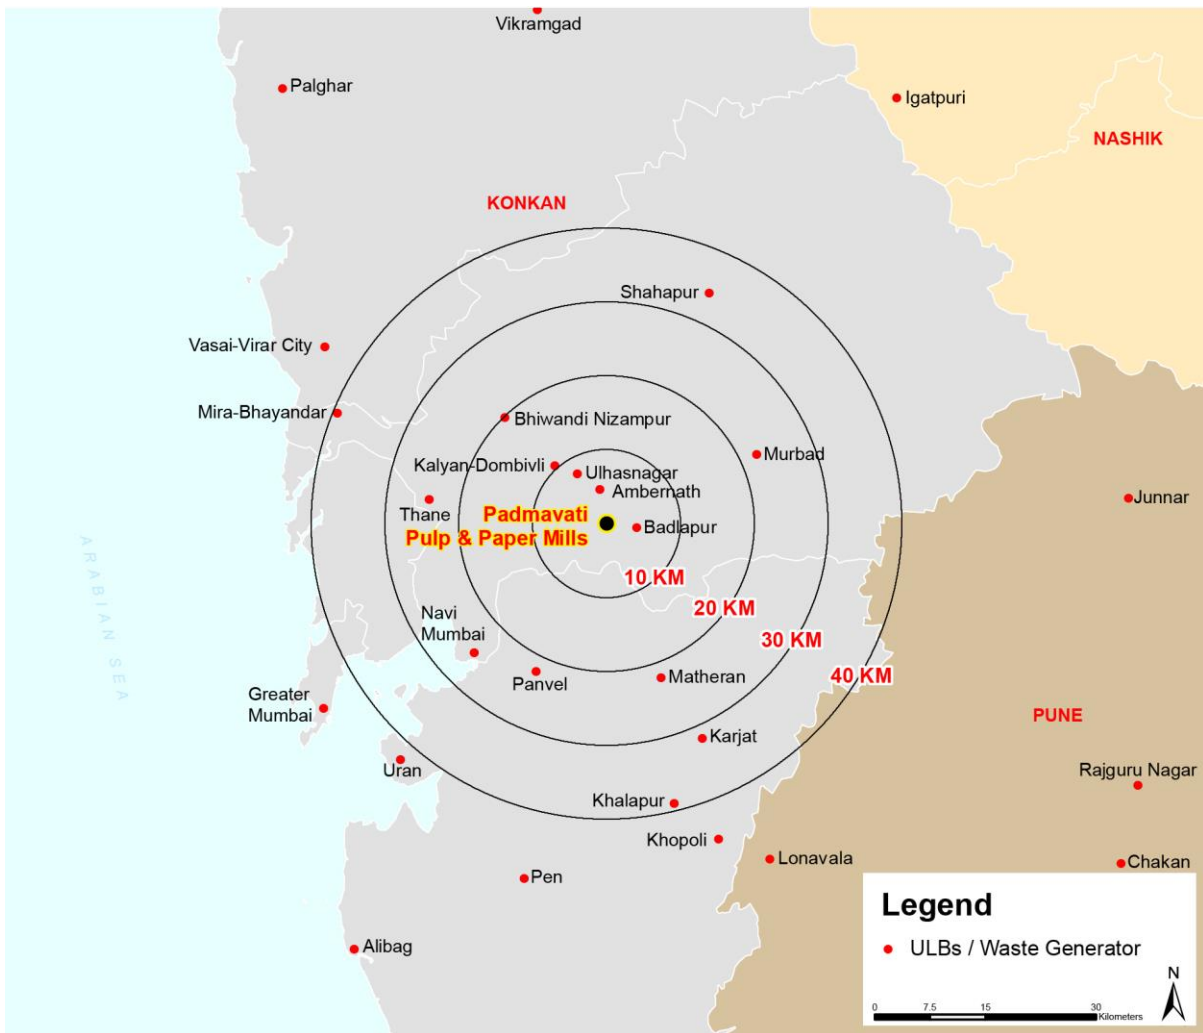 Vikramgad
Palghar
Igatpuri
NASHIK
KONKAN
Shahapur
Vasai-Virar City
Mira-Bhayandar
Bhiwandi Nizampur
Murbad
Kalyan-Dombivli
Ulhasnagar
Ambernath
Junnar
Thane
Padmavati
Pulp & Paper Mills
Badlapur
ARABIAN SEA
10 KM
20 KM
30 KM
40 KM
Navi
Mumbai
Panvel
Matheran
Greater
Mumbai
PUNE
Karjat
Uran
Rajguru Nagar
Khalapur
Khopoli
Lonavala
Chakan
Pen
Alibag
Legend
ULBs / Waste Generator
N
0 7.5 15 30
Kilometers